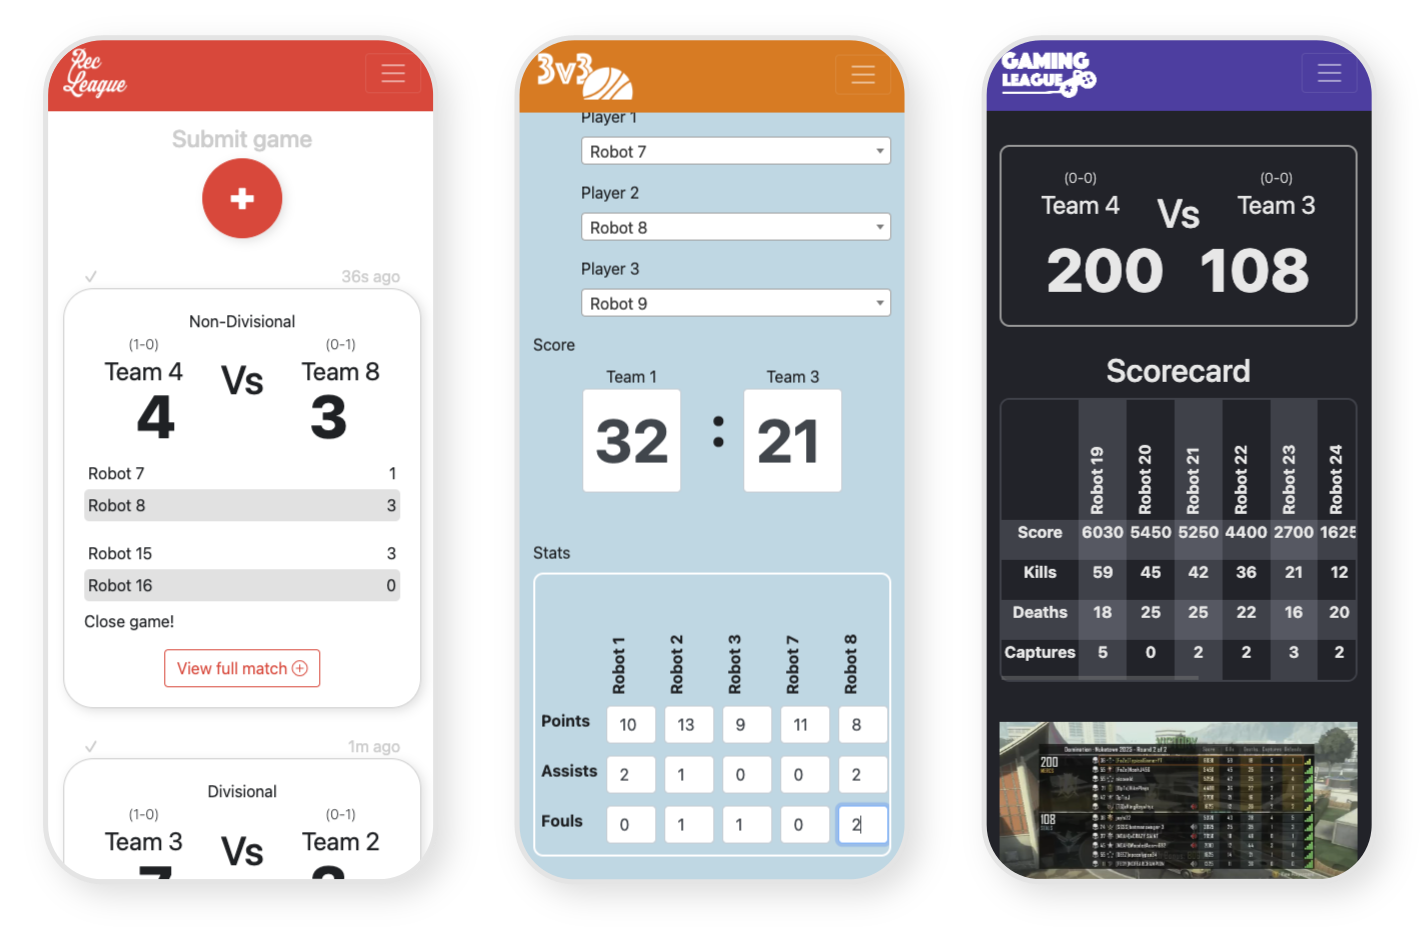 Rec
League
Submit game
36s ago
Non-Divisional
(1-0) (0-1)
Team 4 Vs Team 8
4 3
Robot 7 1
Robot 8 3
Robot 15 3
Robot 16 0
Close game!
View full match
1m ago
Divisional
(1-0) (0-1)
Team 3 Vs Team 2
3v3
Player 1
Robot 7
Player 2
Robot 8
Player 3
Robot 9
Score
Team 1 Team 3
32 : 21
Stats
Robot 1 Robot 2 Robot 3 Robot 7 Robot 8
Points 10 13 9 11 8
Assists 2 1 0 0 2
Fouls 0 1 1 0 2
GAMING
LEAGUE
(0-0) (0-0)
Team 4 Vs Team 3
200 108
Scorecard
Robot 19 Robot 20 Robot 21 Robot 22 Robot 23 Robot 24
Score 6030 5450 5250 4400 2700 1625
Kills 59 45 42 36 21 12
Deaths 18 25 25 22 16 20
Captures 5 0 2 2 3 2
VICTORY
200
108